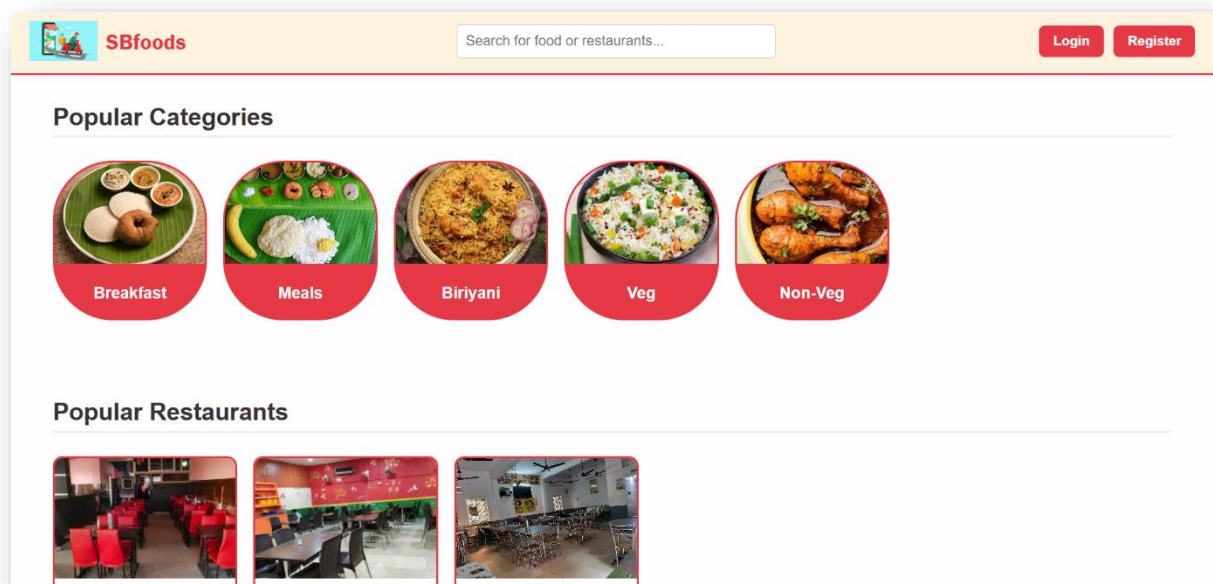 SBfoods
Search for food or restaurants...
Login
Register
Popular Categories
Breakfast
Meals
Biriyani
Veg
Non-Veg
Popular Restaurants